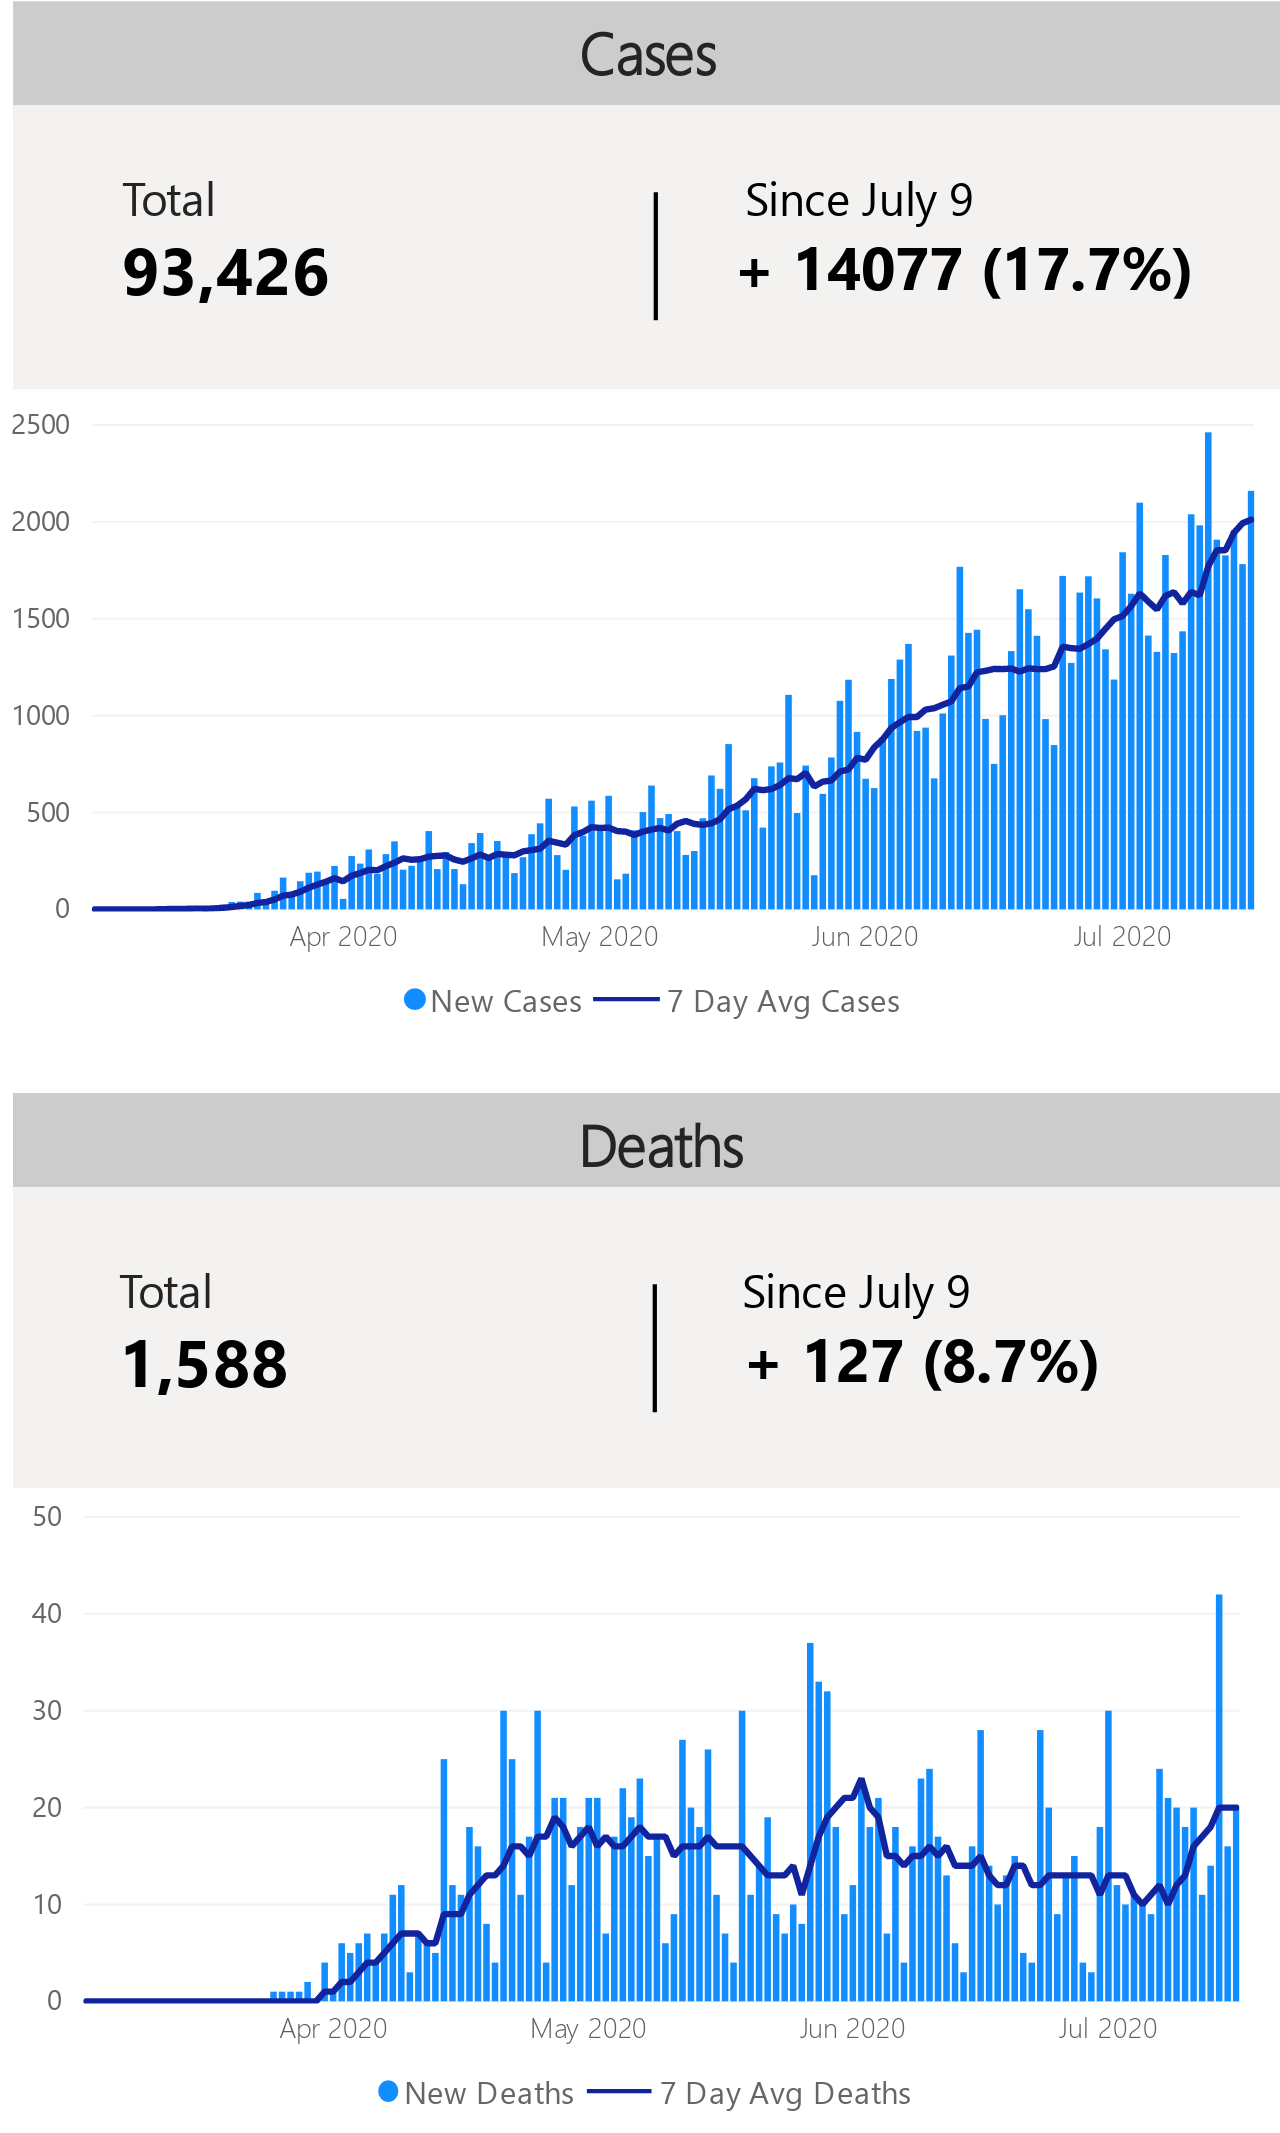 Cases
Total
Since July 9
93,426
+ 14077 (17.7%)
2500
2000
1500
1000
500
0
Apr 2020
May 2020
Jun 2020
Jul 2020
New Cases
7 Day Avg Cases
Deaths
Total
Since July 9
1,588
+ 127 (8.7%)
50
40
30
20
10
0
Apr 2020
May 2020
Jun 2020
Jul 2020
New Deaths
7 Day Avg Deaths